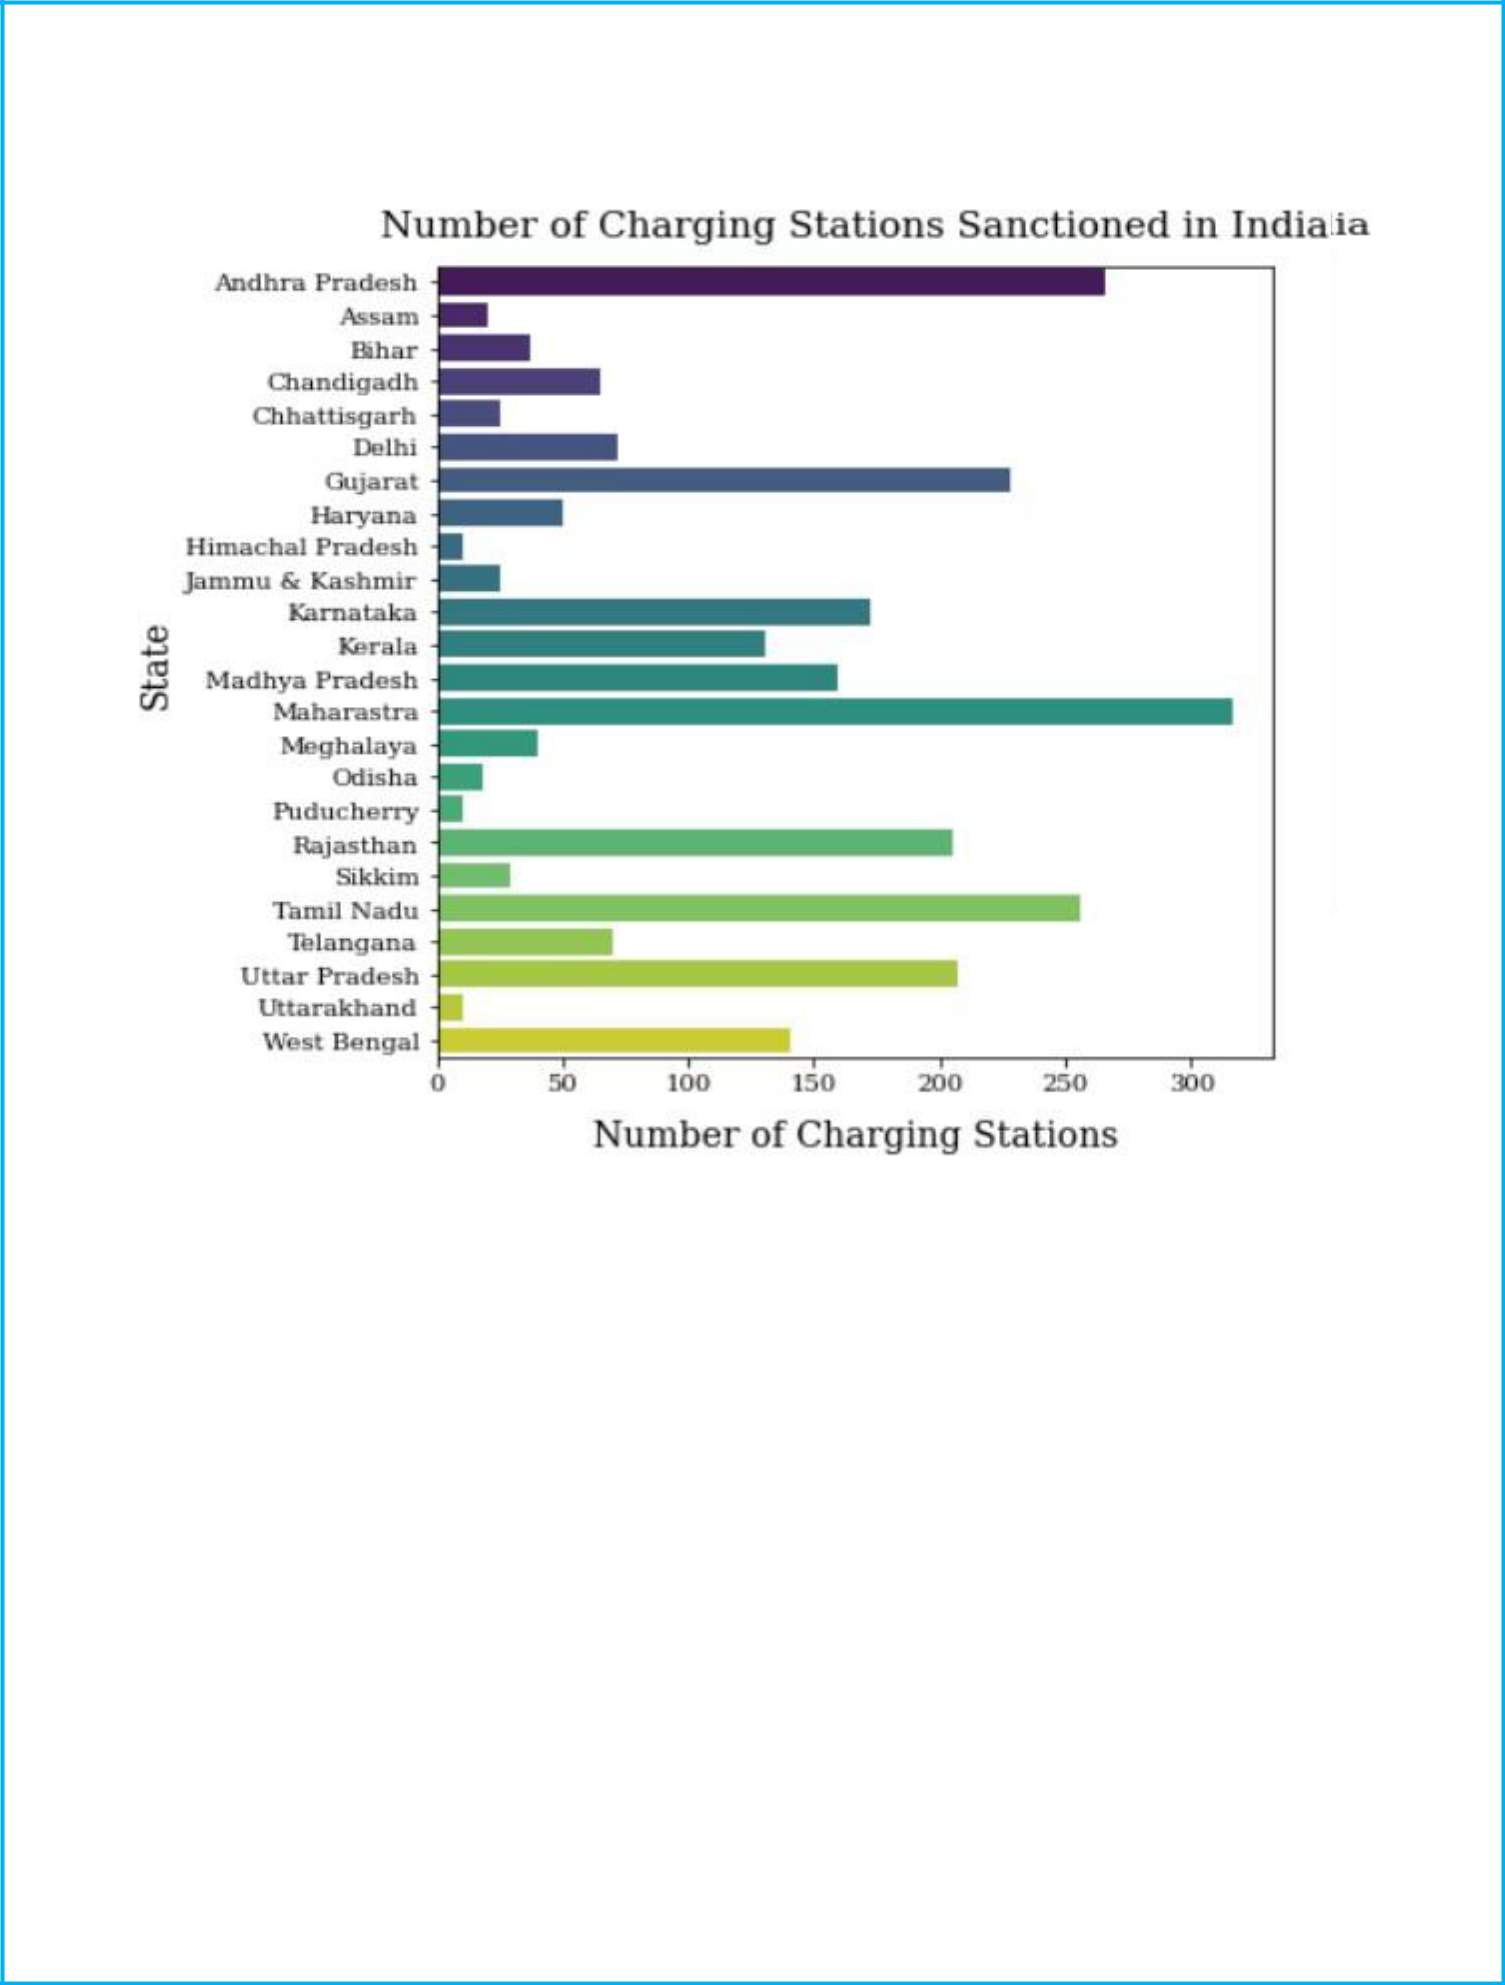 Number of Charging Stations Sanctioned in Indiaia
Andhra Pradesh
Assam
Bihar
Chandigadh
Chhattisgarh
Delhi
Gujarat
Haryana
Himachal Pradesh
Jammu & Kashmir
Karnataka
Kerala
Madhya Pradesh
Maharastra
Meghalaya
Odisha
Puducherry
Rajasthan
Sikkim
Tamil Nadu
Telangana
Uttar Pradesh
Uttarakhand
West Bengal
State
0 50 100 150 200 250 300
Number of Charging Stations